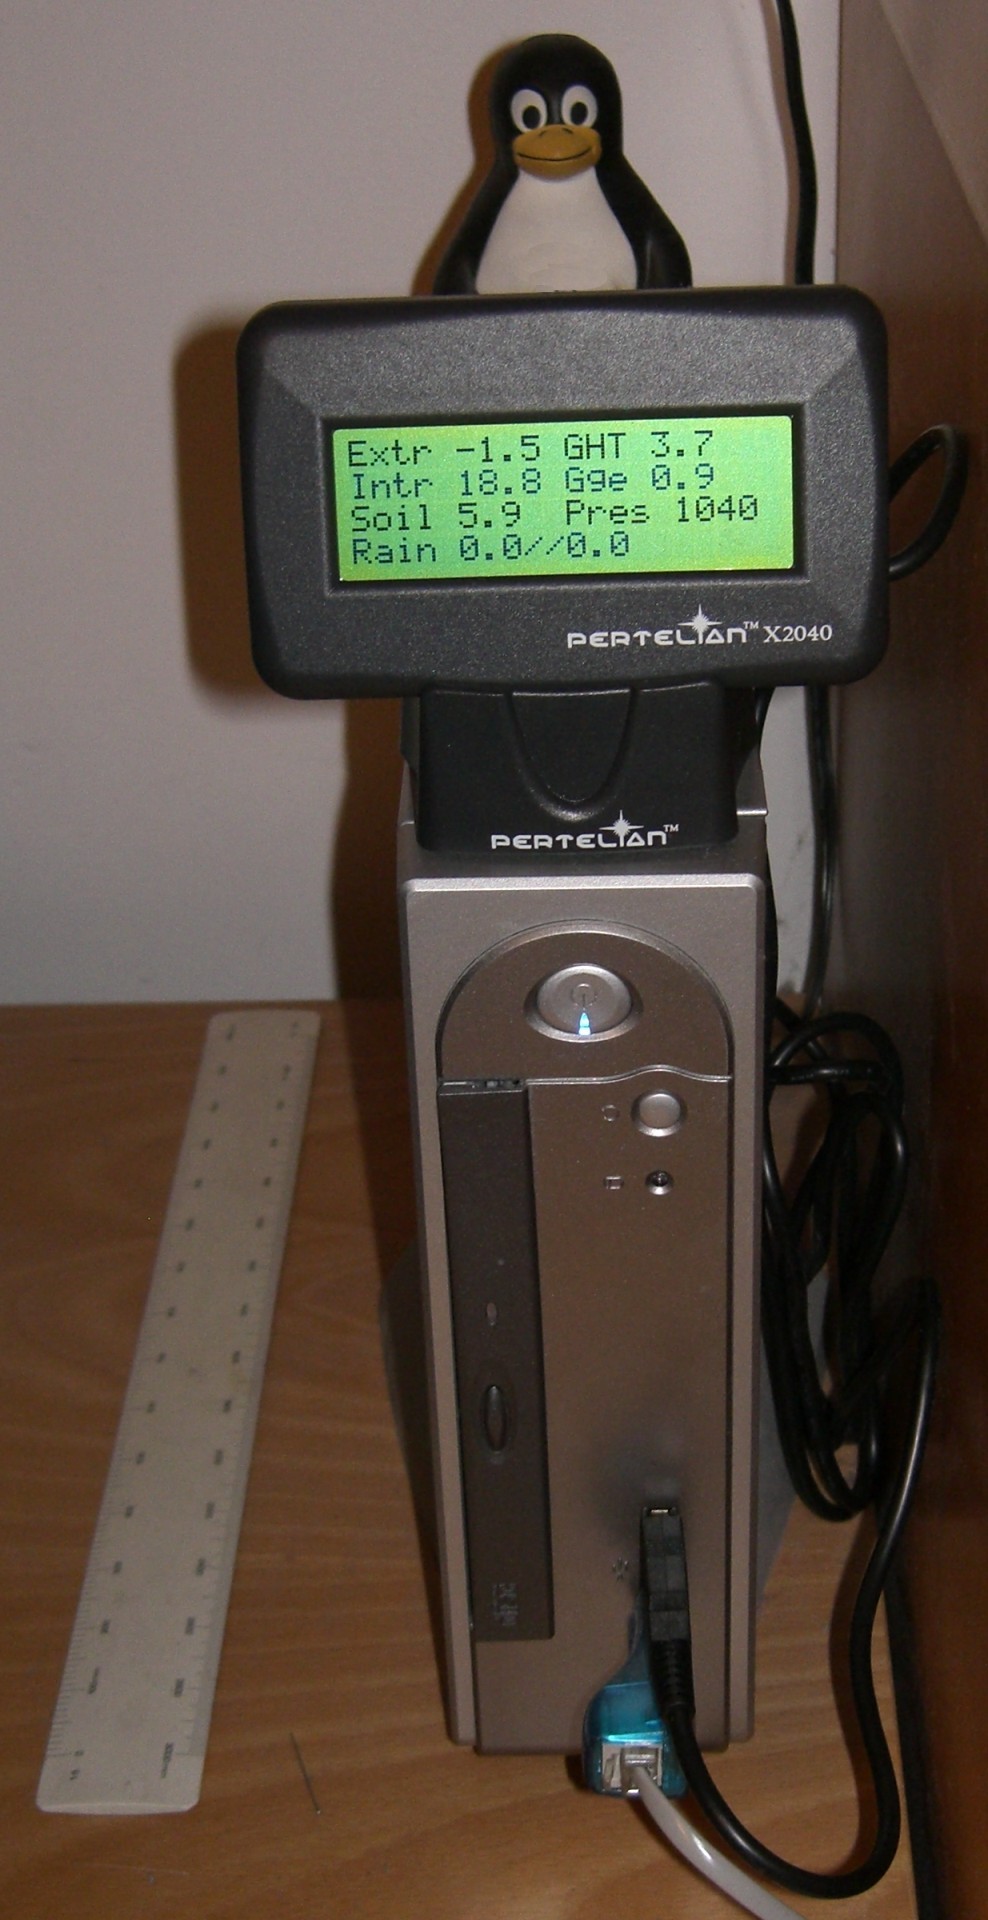 Extr -1.5 GHT 3.7
Intr 18.8 Gge 0.9
Soil 5.9 Pres 1040
Rain 0.0//0.0
PERTELIAN™ X2040
PERTELIAN™